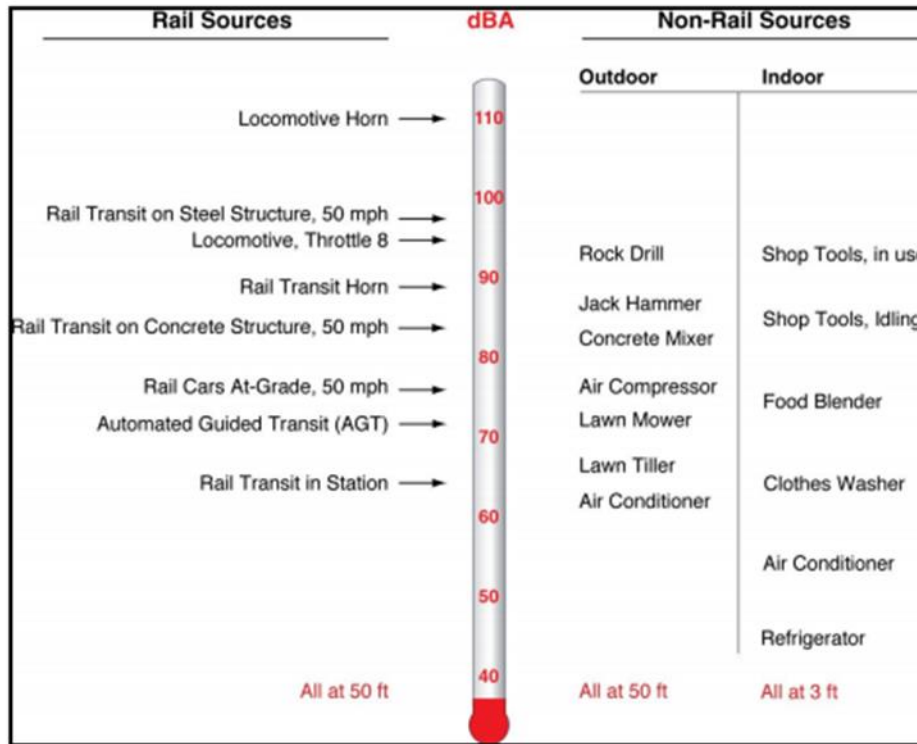 Rail Sources
dBA
Non-Rail Sources
Outdoor
Indoor
Locomotive Horn
110
100
Rail Transit on Steel Structure, 50 mph
Locomotive, Throttle 8
Rock Drill
Shop Tools, in use
90
Rail Transit Horn
Jack Hammer
Shop Tools, Idling
Rail Transit on Concrete Structure, 50 mph
Concrete Mixer
80
Rail Cars At-Grade, 50 mph
Air Compressor
Food Blender
Automated Guided Transit (AGT)
Lawn Mower
70
Lawn Tiller
Rail Transit in Station
Clothes Washer
Air Conditioner
60
Air Conditioner
50
Refrigerator
40
All at 50 ft
All at 50 ft
All at 3 ft